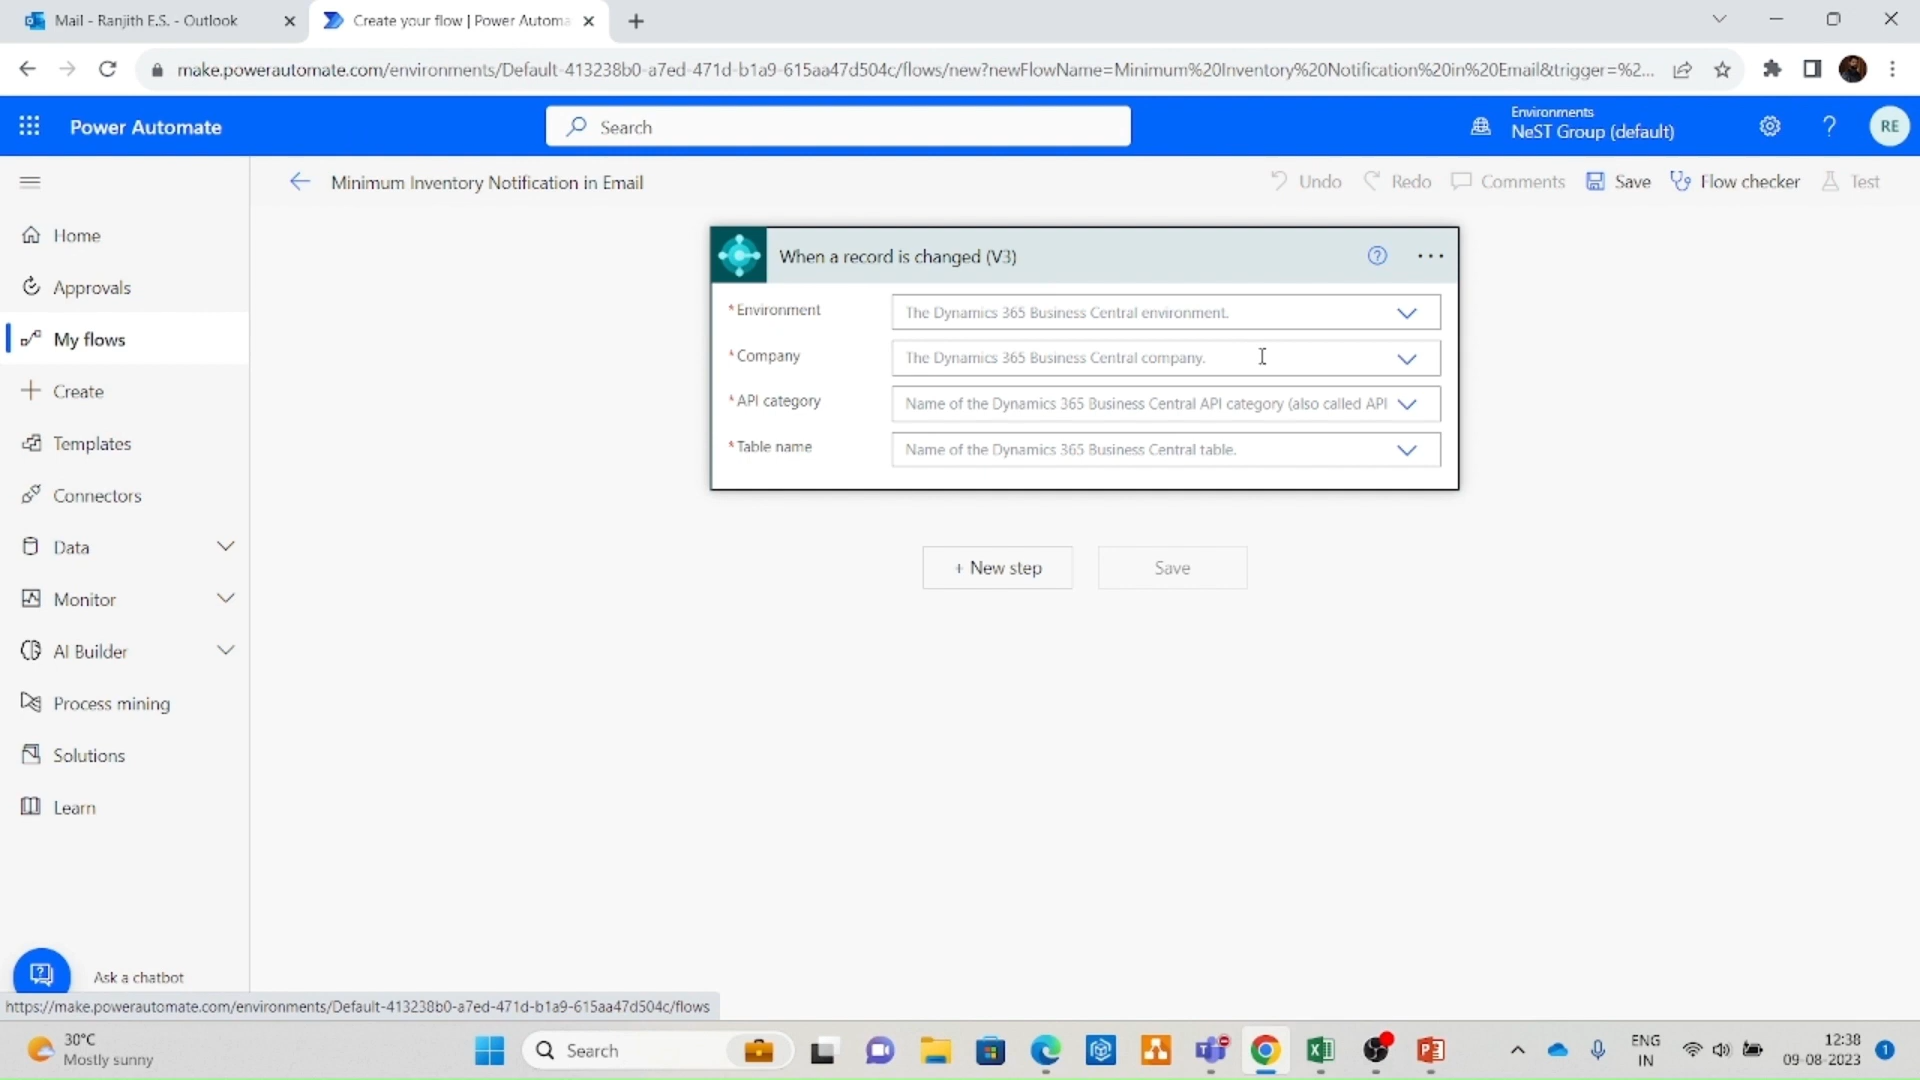 Mail - Ranjith E.S. - Outlook
Create your flow | Power Automa
make.powerautomate.com/environments/Default-413238b0-a7ed-471d-b1a9-615aa47d504c/flows/new?newFlowName=Minimum%20Inventory%20Notification%20in%20Email&trigger=%2...
Power Automate
Search
Environments
NeST Group (default)
RE
Minimum Inventory Notification in Email
Undo
Redo
Comments
Save
Flow checker
Test
Home
Approvals
My flows
Create
Templates
Connectors
Data
Monitor
AI Builder
Process mining
Solutions
Learn
Ask a chatbot
When a record is changed (V3)
*Environment
The Dynamics 365 Business Central environment.
*Company
The Dynamics 365 Business Central company.
*API category
Name of the Dynamics 365 Business Central API category (also called API
*Table name
Name of the Dynamics 365 Business Central table.
+ New step
Save
https://make.powerautomate.com/environments/Default-413238b0-a7ed-471d-b1a9-615aa47d504c/flows
30°C
Mostly sunny
Search
ENG
IN
12:38
09-08-2023
1